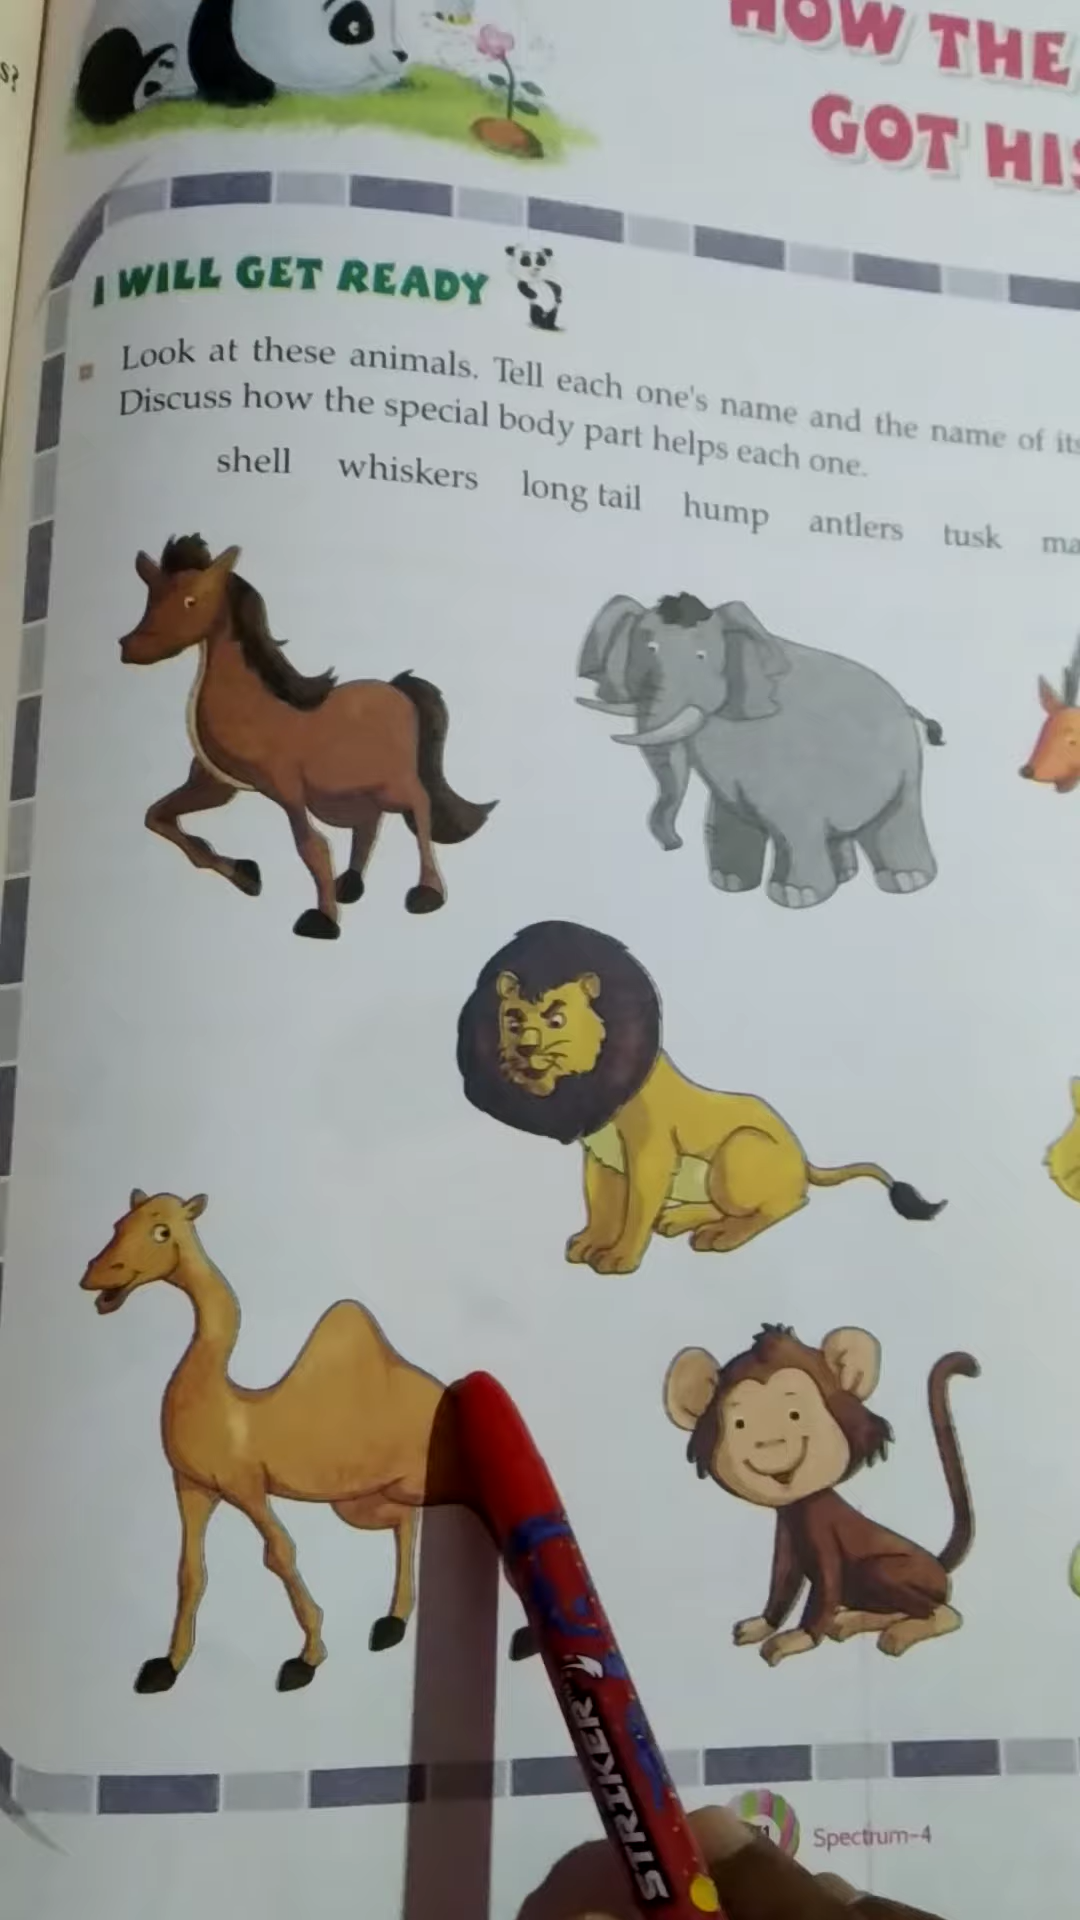 s?
HOW THE
GOT HIS
I WILL GET READY
Look at these animals. Tell each one's name and the name of its
Discuss how the special body part helps each one.
shell whiskers long tail hump antlers tusk ma
STRIKER
Spectrum-4